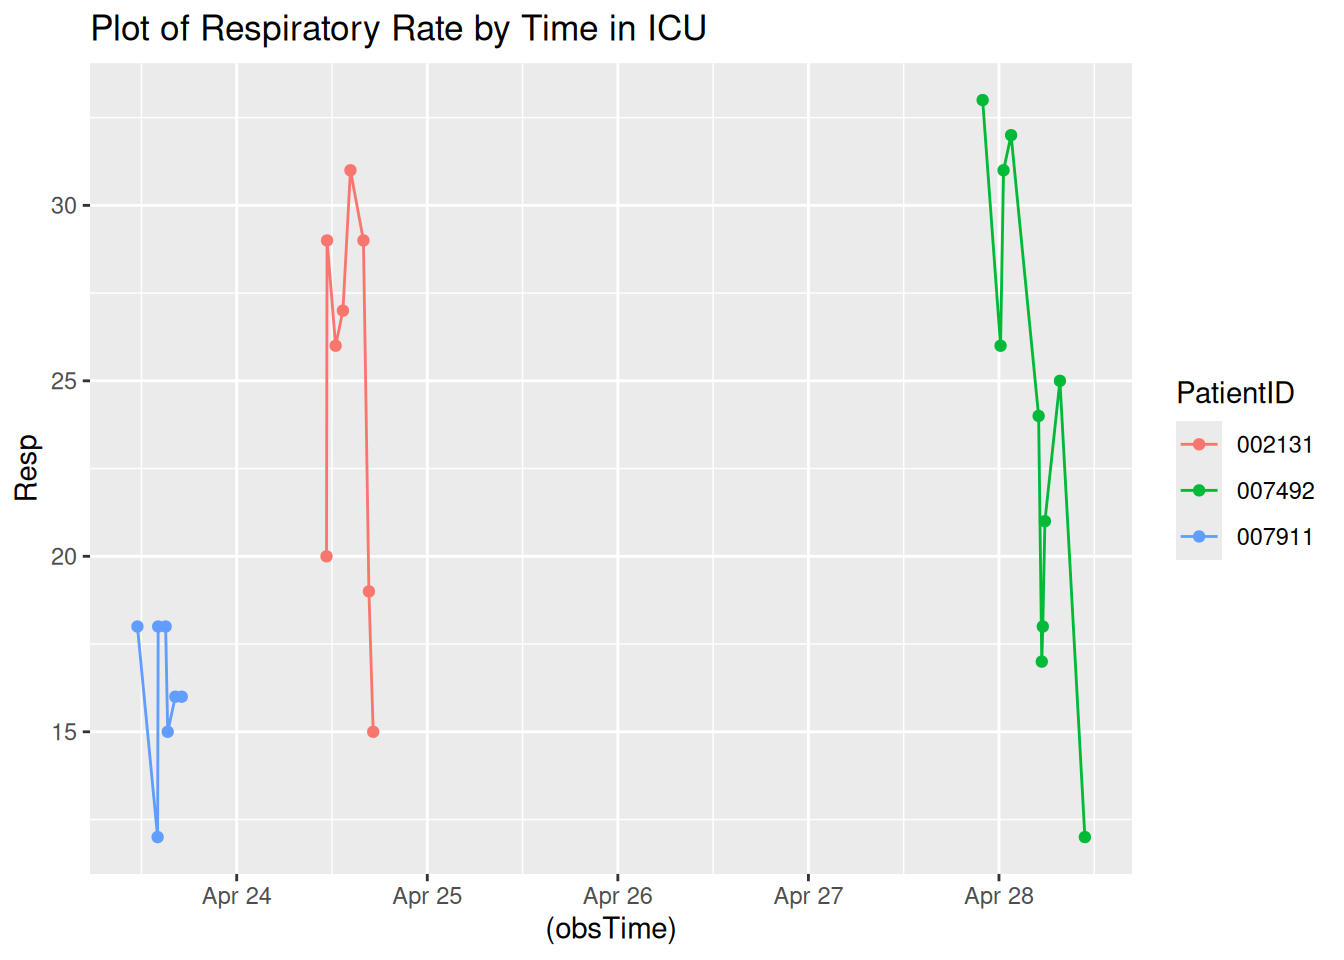 Plot of Respiratory Rate by Time in ICU
Resp
30
25
20
15
Apr 24
Apr 25
Apr 26
Apr 27
Apr 28
(obsTime)
PatientID
002131
007492
007911